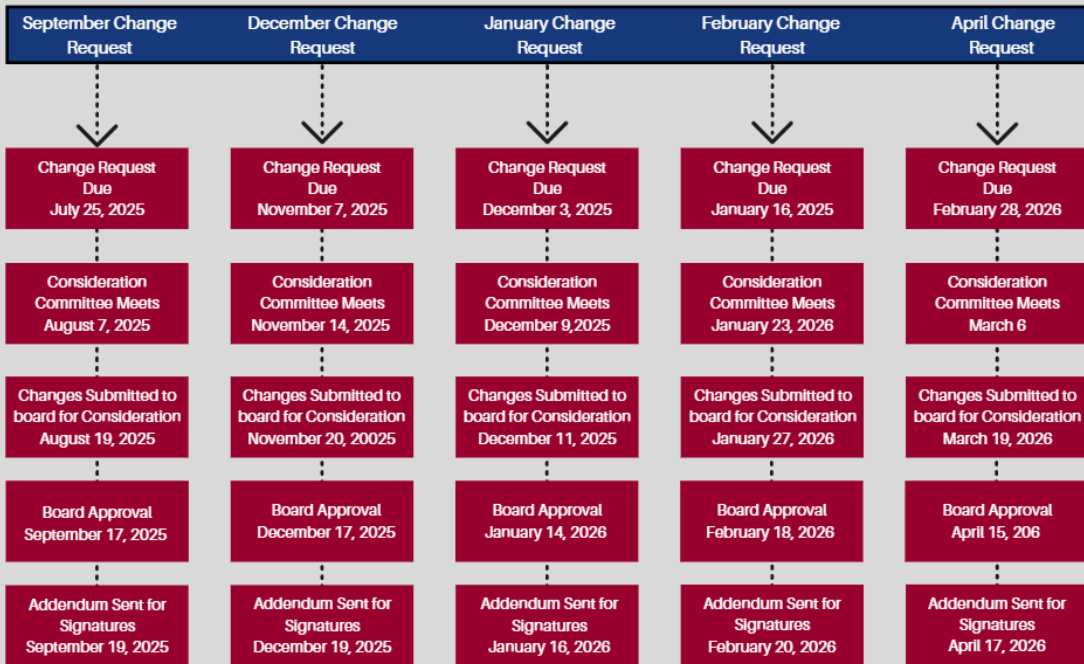 September Change
Request
December Change
Request
January Change
Request
February Change
Request
April Change
Request
Change Request
Due
July 25, 2025
Change Request
Due
November 7, 2025
Change Request
Due
December 3, 2025
Change Request
Due
January 16, 2025
Change Request
Due
February 28, 2026
Consideration
Committee Meets
August 7, 2025
Consideration
Committee Meets
November 14, 2025
Consideration
Committee Meets
December 9,2025
Consideration
Committee Meets
January 23, 2026
Consideration
Committee Meets
March 6
Changes Submitted to
board for Consideration
August 19, 2025
Changes Submitted to
board for Consideration
November 20, 20025
Changes Submitted to
board for Consideration
December 11, 2025
Changes Submitted to
board for Consideration
January 27, 2026
Changes Submitted to
board for Consideration
March 19, 2026
Board Approval
September 17, 2025
Board Approval
December 17, 2025
Board Approval
January 14, 2026
Board Approval
February 18, 2026
Board Approval
April 15, 206
Addendum Sent for
Signatures
September 19, 2025
Addendum Sent for
Signatures
December 19, 2025
Addendum Sent for
Signatures
January 16, 2026
Addendum Sent for
Signatures
February 20, 2026
Addendum Sent for
Signatures
April 17, 2026